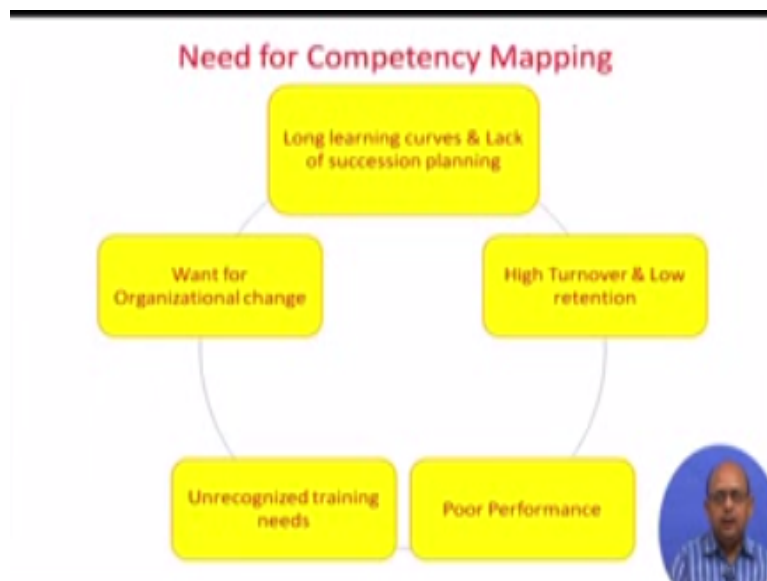 Need for Competency Mapping
Long learning curves & Lack
of succession planning
Want for
Organizational change
High Turnover & Low
retention
Unrecognized training
needs
Poor Performance